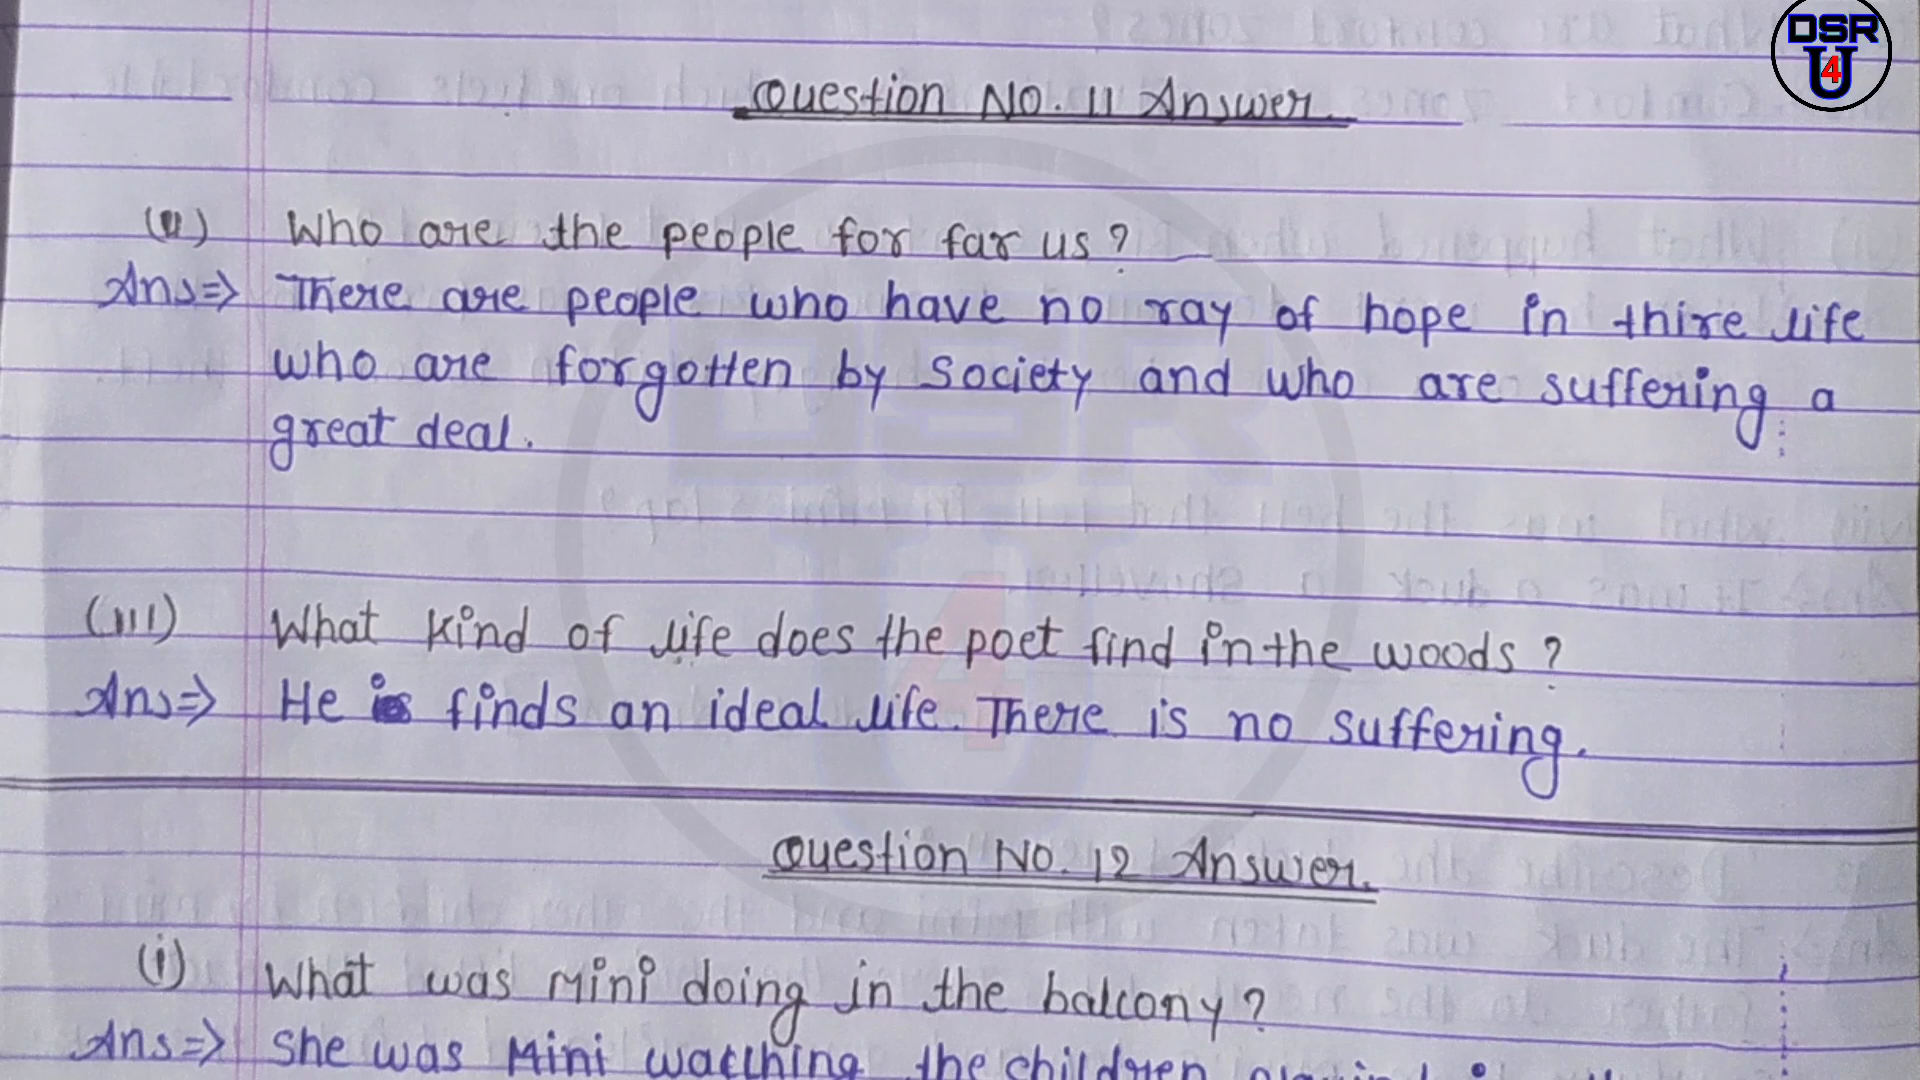 DSR
U
4
Question No. 11 Answer.
(ii) Who are the people for far us?
Ans⇒ There are people who have no ray of hope in thire life
who are forgotten by Society and who are suffering a
great deal.
(iii) What kind of life does the poet find in the woods?
Ans⇒ He is finds an ideal life. There is no suffering.
Question No. 12 Answer.
(i) What was Mini doing in the balcony?
Ans⇒ She was Mini watching the children